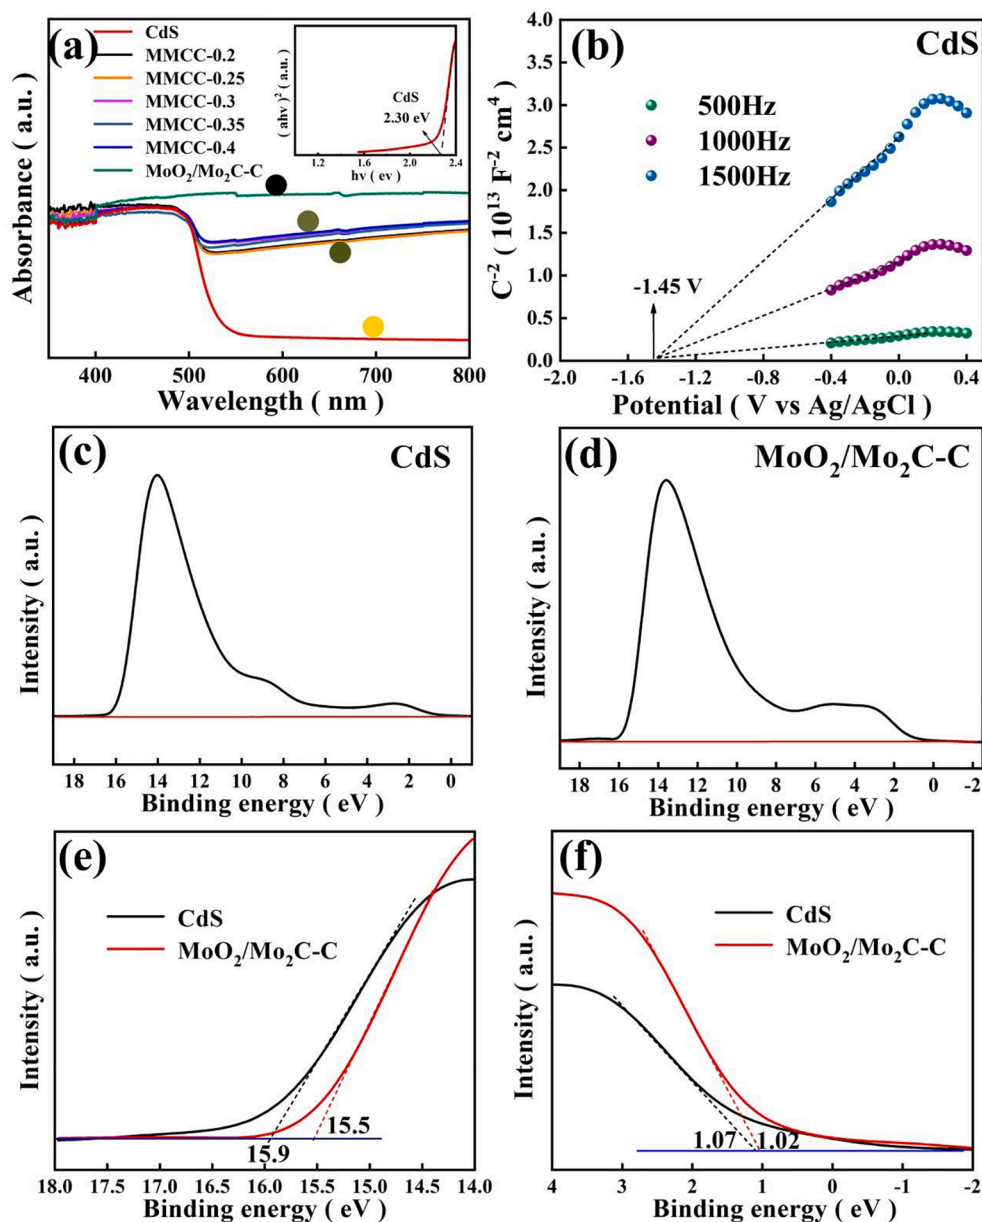 (a)
CdS
MMCC-0.2
MMCC-0.25
MMCC-0.3
MMCC-0.35
MMCC-0.4
MoO₂/Mo₂C-C
( ahv )² ( a.u. )
CdS
2.30 eV
1.2 1.6 2.0 2.4
hv ( ev )
Absorbance ( a.u. )
400 500 600 700 800
Wavelength ( nm )
(b)
CdS
500Hz
1000Hz
1500Hz
-1.45 V
C⁻² ( 10¹³ F⁻² cm⁴ )
4.0
3.5
3.0
2.5
2.0
1.5
1.0
0.5
0.0
-2.0 -1.6 -1.2 -0.8 -0.4 0.0 0.4
Potential ( V vs Ag/AgCl )
(c)
CdS
Intensity ( a.u. )
18 16 14 12 10 8 6 4 2 0
Binding energy ( eV )
(d)
MoO₂/Mo₂C-C
Intensity ( a.u. )
18 16 14 12 10 8 6 4 2 0 -2
Binding energy ( eV )
(e)
CdS
MoO₂/Mo₂C-C
15.5
15.9
Intensity ( a.u. )
18.0 17.5 17.0 16.5 16.0 15.5 15.0 14.5 14.0
Binding energy ( eV )
(f)
CdS
MoO₂/Mo₂C-C
1.07 1.02
Intensity ( a.u. )
4 3 2 1 0 -1 -2
Binding energy ( eV )